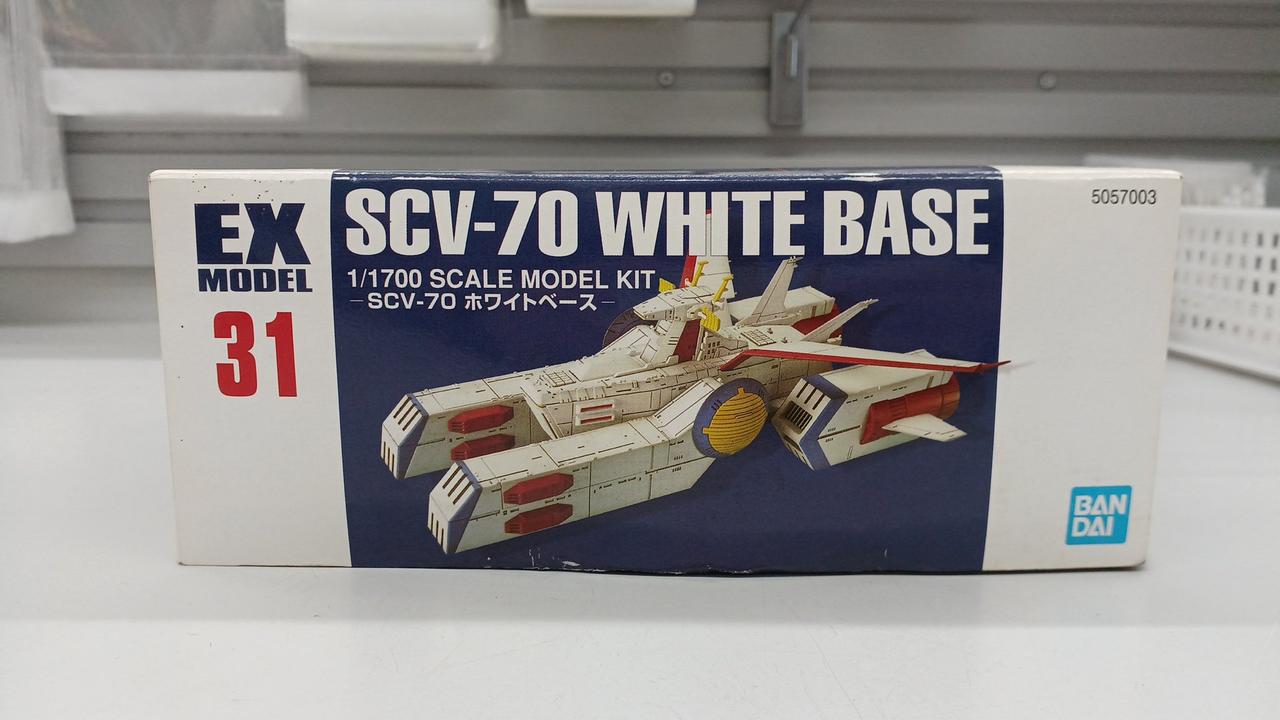 EX
MODEL
31
SCV-70 WHITE BASE
1/1700 SCALE MODEL KIT
−SCV-70 ホワイトベース−
5057003
BAN
DAI